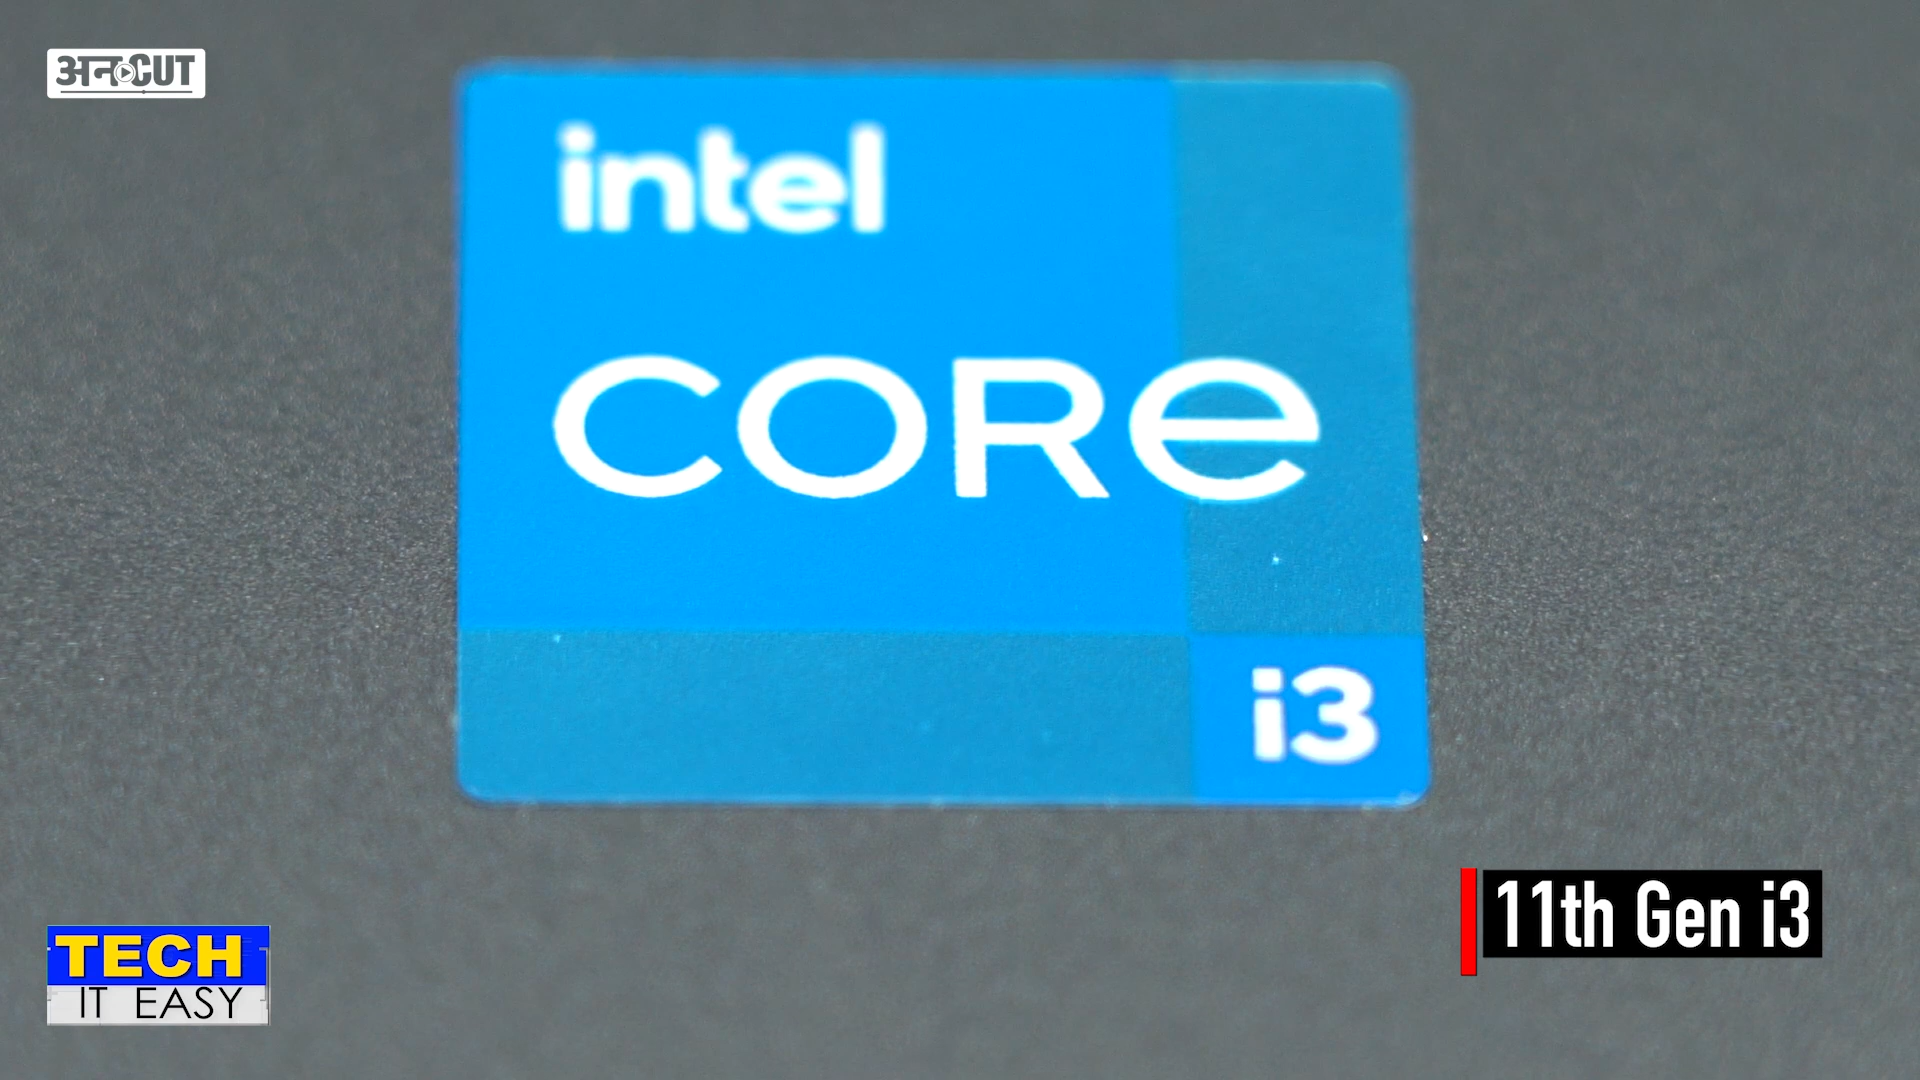 अनCUT
intel
CORE
i3
11th Gen i3
TECH
IT EASY